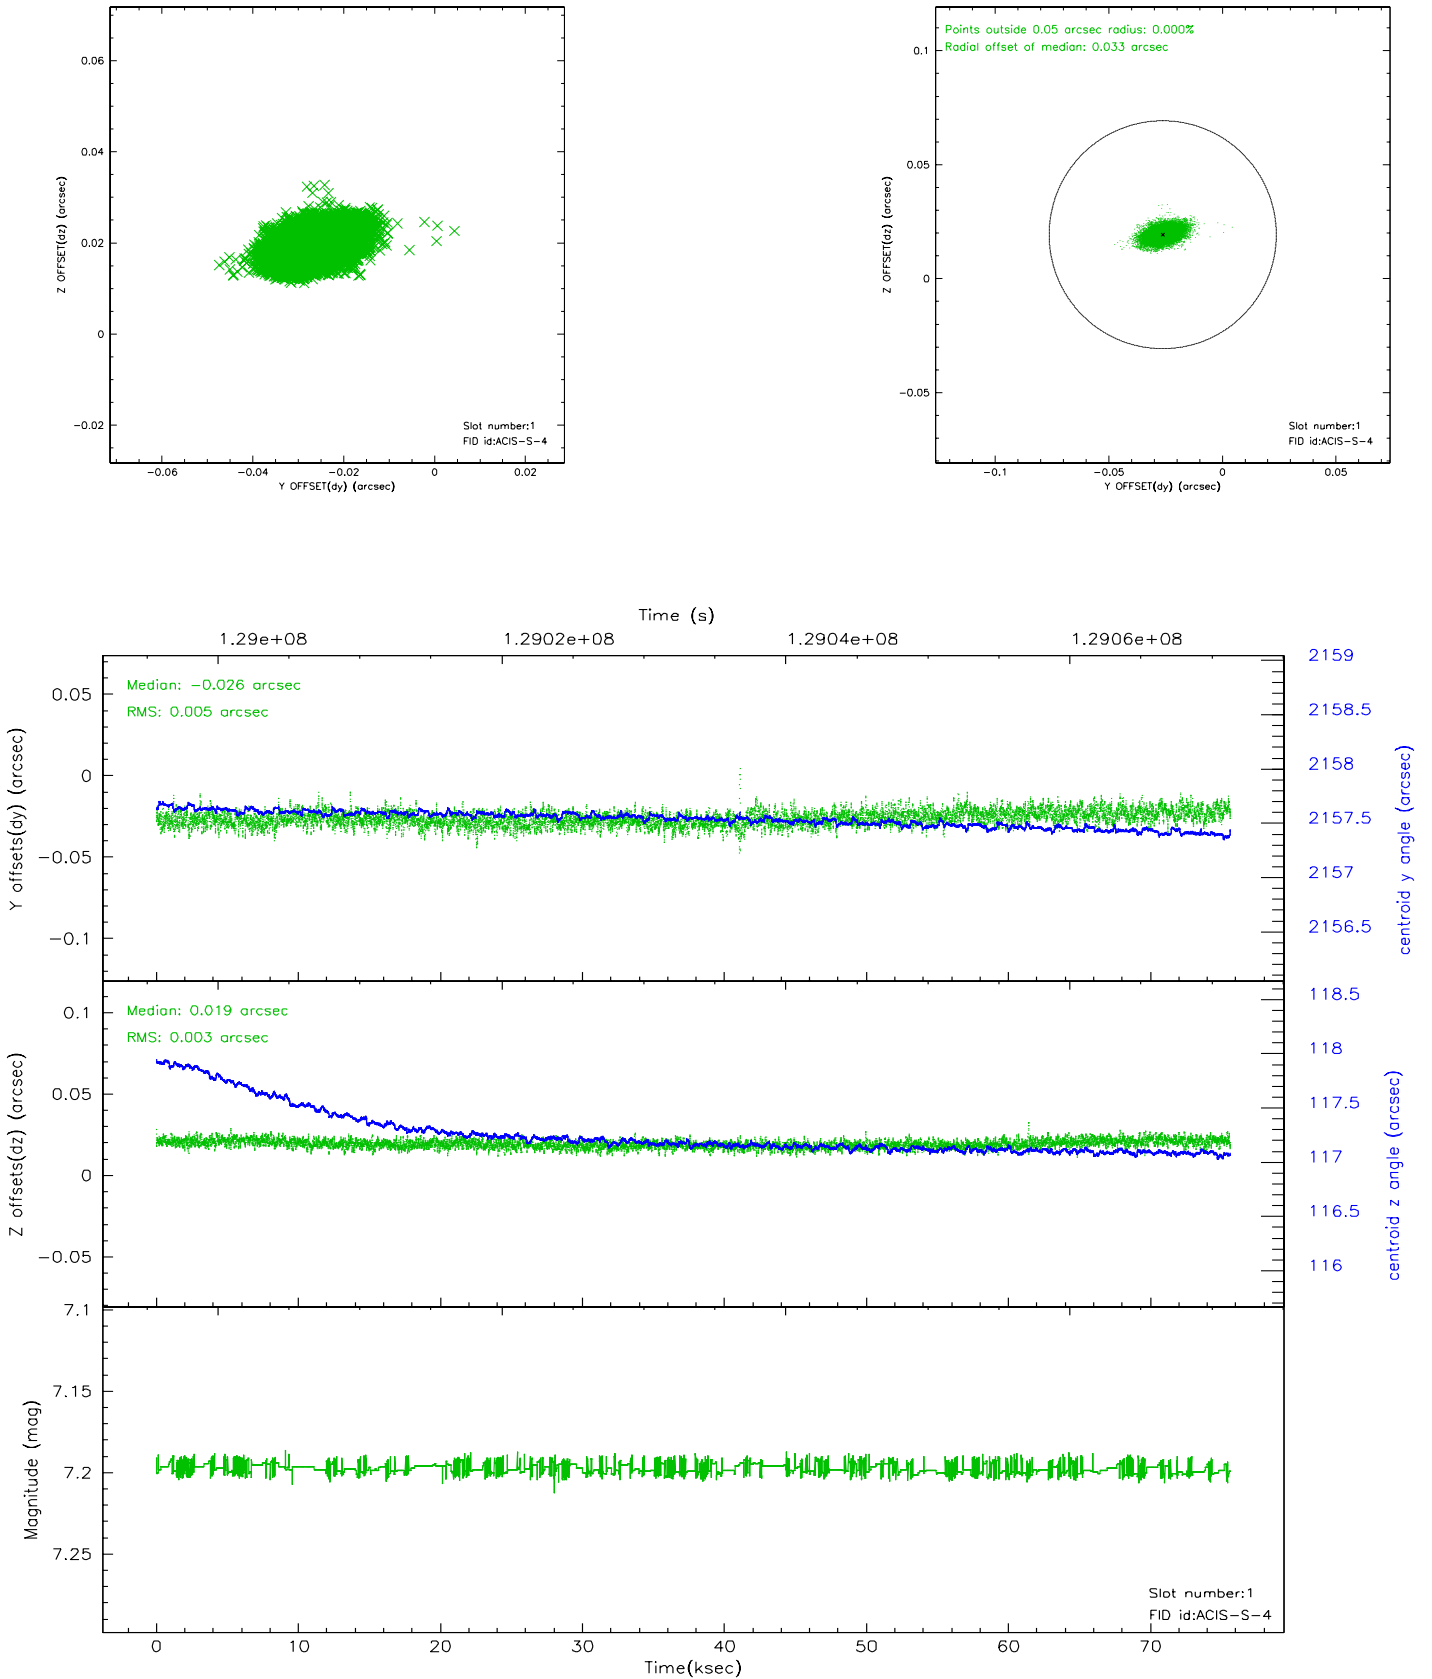 0.06
0.04
0.02
0
-0.02
Z OFFSET(dz) (arcsec)
Slot number:1
FID id:ACIS-S-4
-0.06 -0.04 -0.02 0 0.02
Y OFFSET(dy) (arcsec)
Points outside 0.05 arcsec radius: 0.000%
Radial offset of median: 0.033 arcsec
0.1
0.05
0
-0.05
Z OFFSET(dz) (arcsec)
Slot number:1
FID id:ACIS-S-4
-0.1 -0.05 0 0.05
Y OFFSET(dy) (arcsec)
Time (s)
1.29e+08 1.2902e+08 1.2904e+08 1.2906e+08
Median: -0.026 arcsec
RMS: 0.005 arcsec
0.05
0
-0.05
-0.1
Y offsets(dy) (arcsec)
2159
2158.5
2158
2157.5
2157
2156.5
centroid y angle (arcsec)
Median: 0.019 arcsec
RMS: 0.003 arcsec
0.1
0.05
0
-0.05
Z offsets(dz) (arcsec)
118.5
118
117.5
117
116.5
116
centroid z angle (arcsec)
7.1
7.15
7.2
7.25
Magnitude (mag)
Slot number:1
FID id:ACIS-S-4
0 10 20 30 40 50 60 70
Time(ksec)